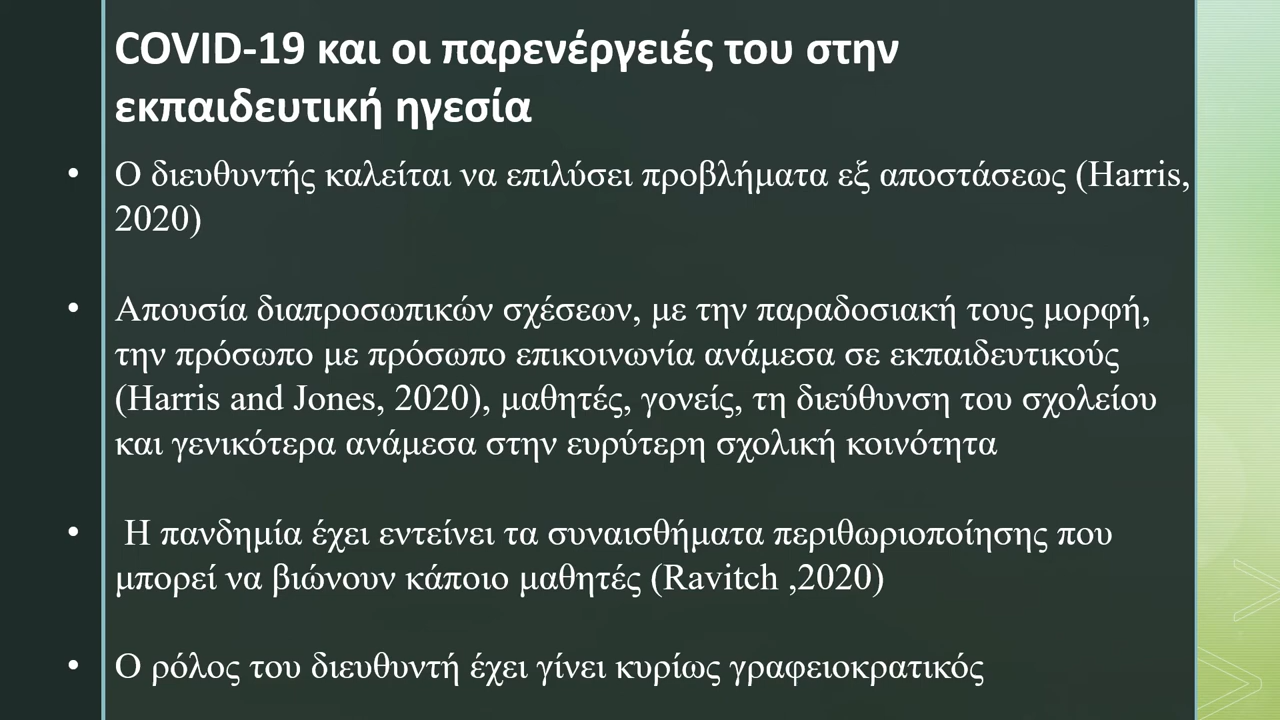 COVID-19 και οι παρενέργειές του στην
εκπαιδευτική ηγεσία
• Ο διευθυντής καλείται να επιλύσει προβλήματα εξ αποστάσεως (Harris,
2020)
• Απουσία διαπροσωπικών σχέσεων, με την παραδοσιακή τους μορφή,
την πρόσωπο με πρόσωπο επικοινωνία ανάμεσα σε εκπαιδευτικούς
(Harris and Jones, 2020), μαθητές, γονείς, τη διεύθυνση του σχολείου
και γενικότερα ανάμεσα στην ευρύτερη σχολική κοινότητα
• Η πανδημία έχει εντείνει τα συναισθήματα περιθωριοποίησης που
μπορεί να βιώνουν κάποιο μαθητές (Ravitch ,2020)
• Ο ρόλος του διευθυντή έχει γίνει κυρίως γραφειοκρατικός